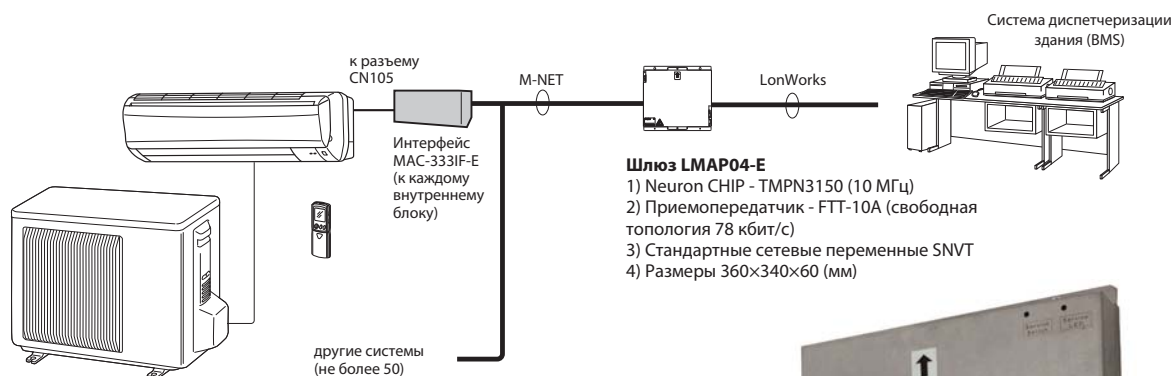 Система диспетчеризации
здания (BMS)
к разъему
CN105
M-NET
LonWorks
Интерфейс
MAC-333IF-E
(к каждому
внутреннему
блоку)
Шлюз LMAP04-E
1) Neuron CHIP - TMPN3150 (10 МГц)
2) Приемопередатчик - FTT-10A (свободная
топология 78 кбит/с)
3) Стандартные сетевые переменные SNVT
4) Размеры 360×340×60 (мм)
другие системы
(не более 50)